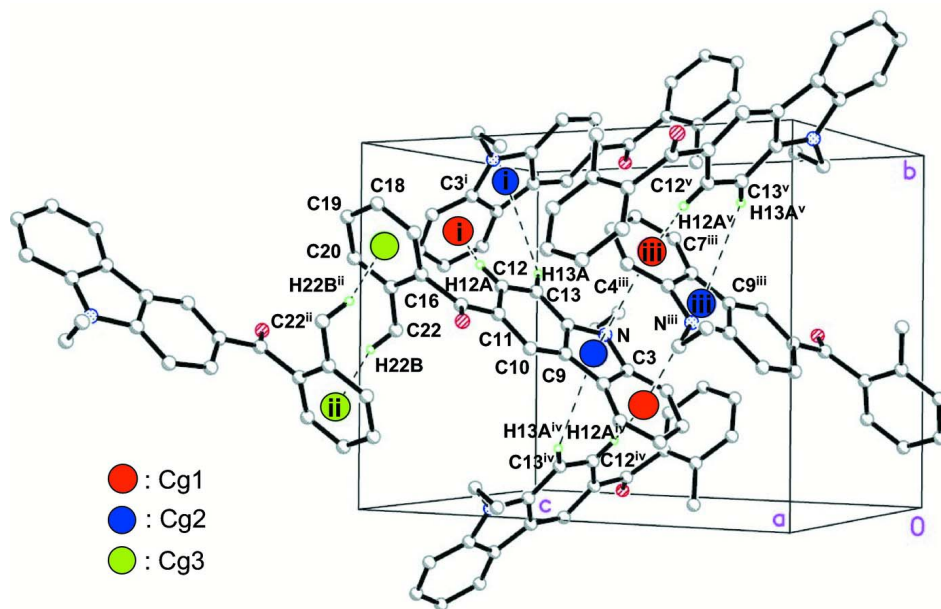 b
C12ᵛ
C13ᵛ
H12Aᵛ
H13Aᵛ
C3ⁱ
i
C18
C19
i
C20
C7ⁱⁱⁱ
iii
H22Bⁱⁱ
C12
H13A
H12A
C13
C4ⁱⁱⁱ
C9ⁱⁱⁱ
iii
C16
C22ⁱⁱ
C22
C11
N
Nⁱⁱⁱ
H22B
C10
C9
C3
ii
H13Aⁱᵛ
H12Aⁱᵛ
C13ⁱᵛ
C12ⁱᵛ
c
a
0
: Cg1
: Cg2
: Cg3